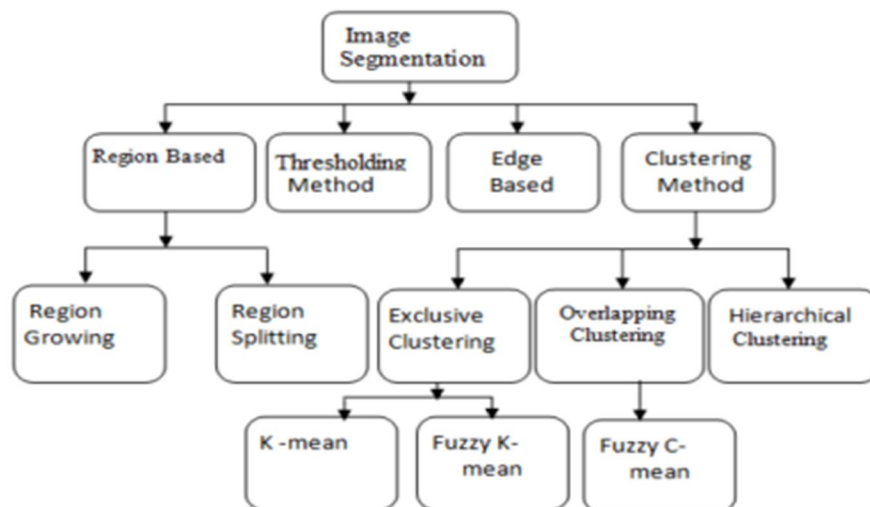 Image
Segmentation
Region Based
Thresholding
Method
Edge
Based
Clustering
Method
Region
Growing
Region
Splitting
Exclusive
Clustering
Overlapping
Clustering
Hierarchical
Clustering
K -mean
Fuzzy K-
mean
Fuzzy C-
mean